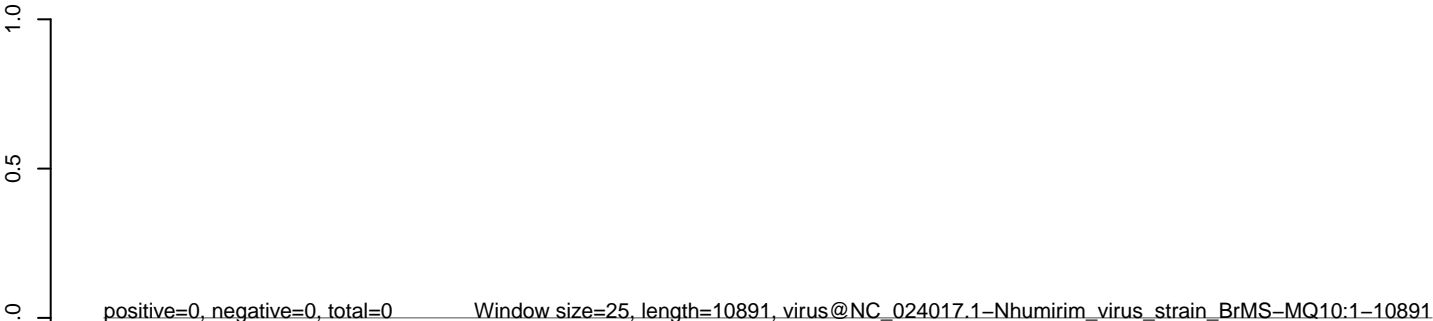 1.0
0.5
.0
positive=0, negative=0, total=0 Window size=25, length=10891, virus@NC_024017.1−Nhumirim_virus_strain_BrMS−MQ10:1−10891